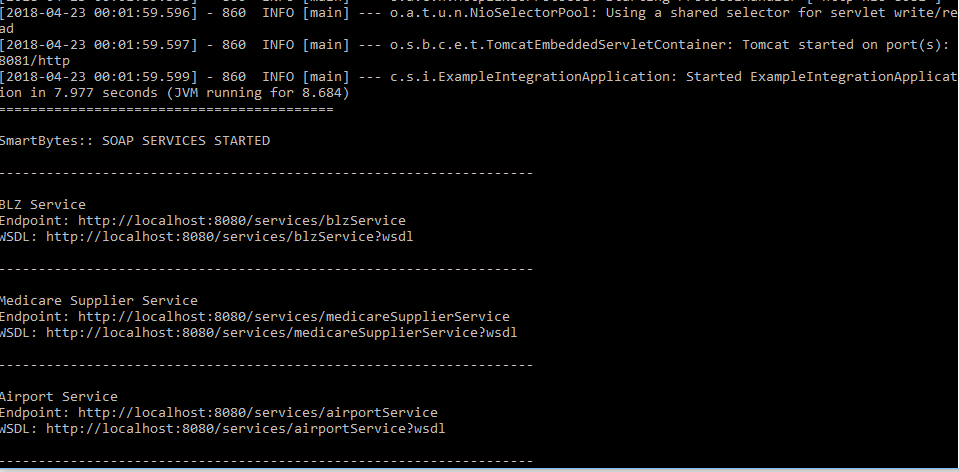 [2018-04-23 00:01:59.596] - 860  INFO [main] --- o.a.t.u.n.NioSelectorPool: Using a shared selector for servlet write/re
ad
[2018-04-23 00:01:59.597] - 860  INFO [main] --- o.s.b.c.e.t.TomcatEmbeddedServletContainer: Tomcat started on port(s):
8081/http
[2018-04-23 00:01:59.599] - 860  INFO [main] --- c.s.i.ExampleIntegrationApplication: Started ExampleIntegrationApplicat
ion in 7.977 seconds (JVM running for 8.684)
==========================================
SmartBytes:: SOAP SERVICES STARTED
-------------------------------------------------------------------
BLZ Service
Endpoint: http://localhost:8080/services/blzService
WSDL: http://localhost:8080/services/blzService?wsdl
-------------------------------------------------------------------
Medicare Supplier Service
Endpoint: http://localhost:8080/services/medicareSupplierService
WSDL: http://localhost:8080/services/medicareSupplierService?wsdl
-------------------------------------------------------------------
Airport Service
Endpoint: http://localhost:8080/services/airportService
WSDL: http://localhost:8080/services/airportService?wsdl
-------------------------------------------------------------------